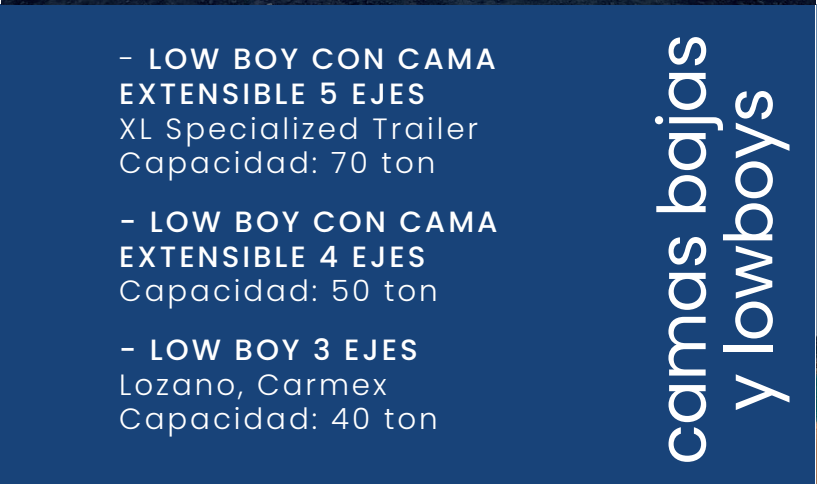 - LOW BOY CON CAMA
EXTENSIBLE 5 EJES
XL Specialized Trailer
Capacidad: 70 ton
- LOW BOY CON CAMA
EXTENSIBLE 4 EJES
Capacidad: 50 ton
- LOW BOY 3 EJES
Lozano, Carmex
Capacidad: 40 ton
camas bajas
y lowboys